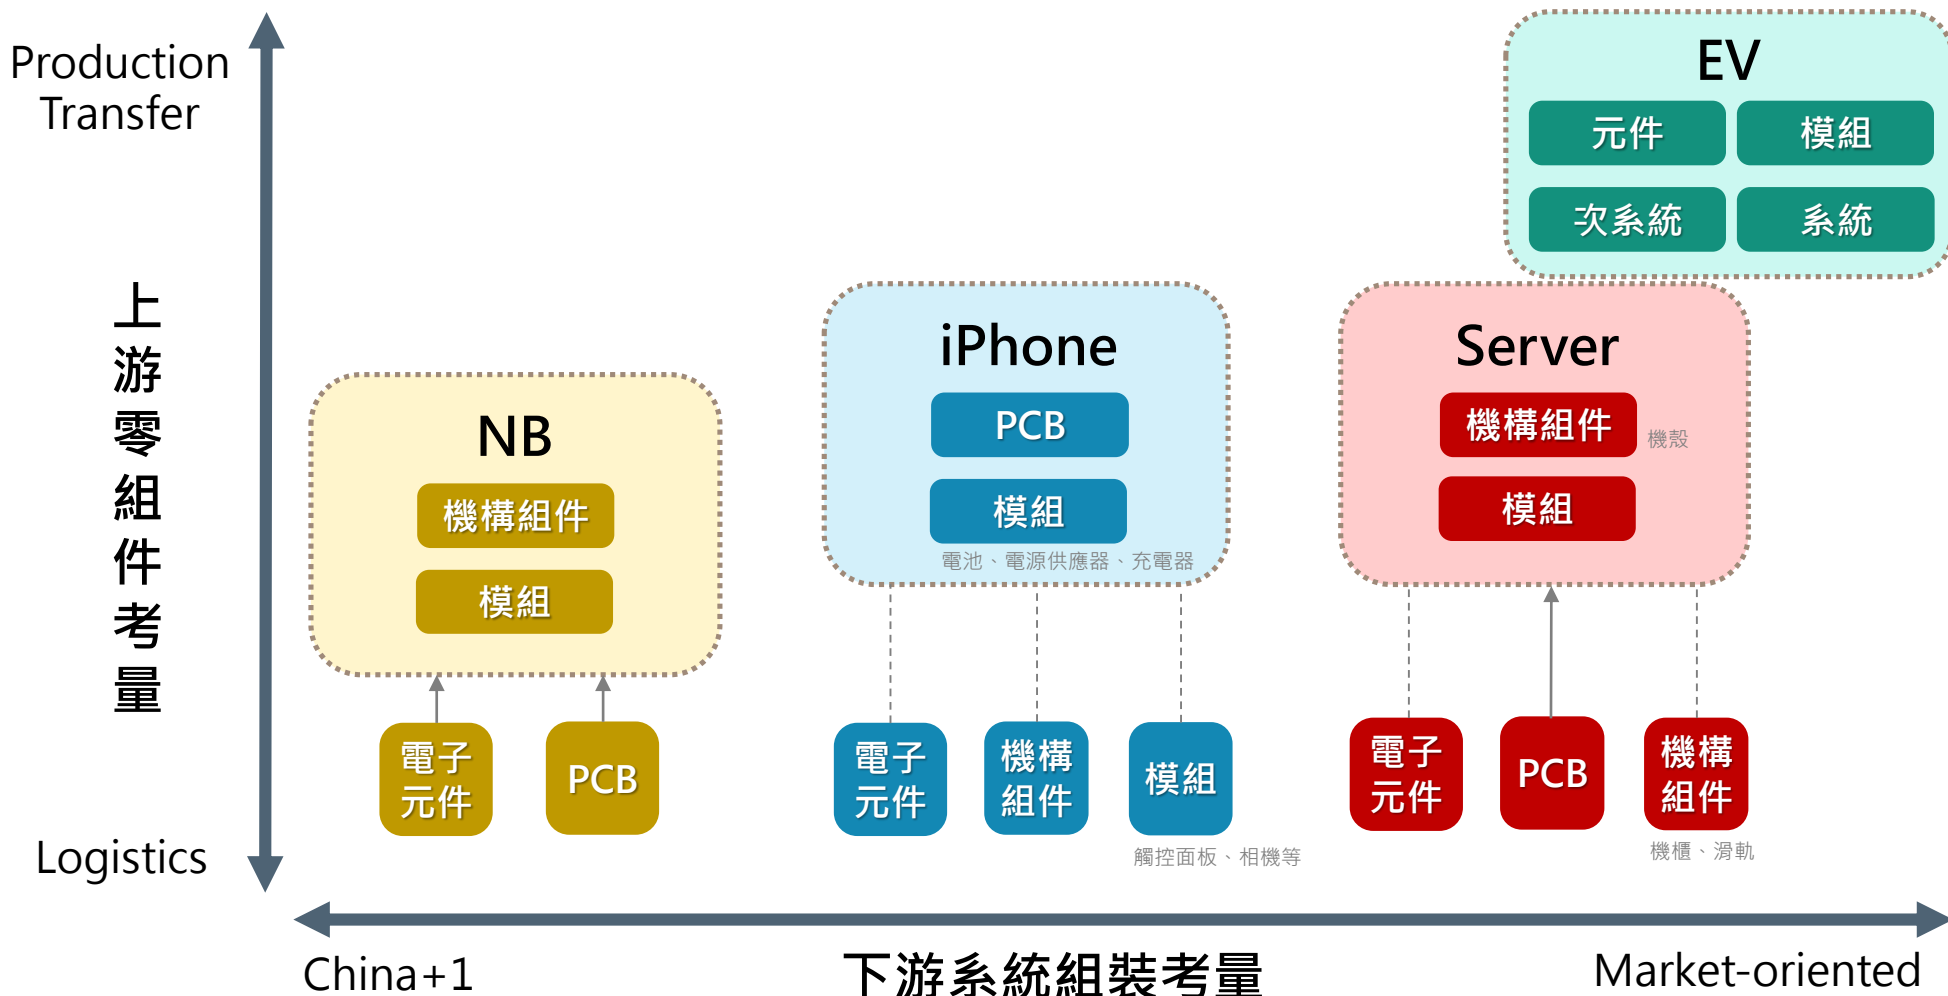 Production
Transfer
上
游
零
組
件
考
量
Logistics
EV
元件
模組
次系統
系統
NB
機構組件
模組
電子
元件
PCB
iPhone
PCB
模組
電池、電源供應器、充電器
電子
元件
機構
組件
模組
觸控面板、相機等
Server
機構組件
機殼
模組
電子
元件
PCB
機構
組件
機櫃、滑軌
China+1
下游系統組裝考量
Market-oriented